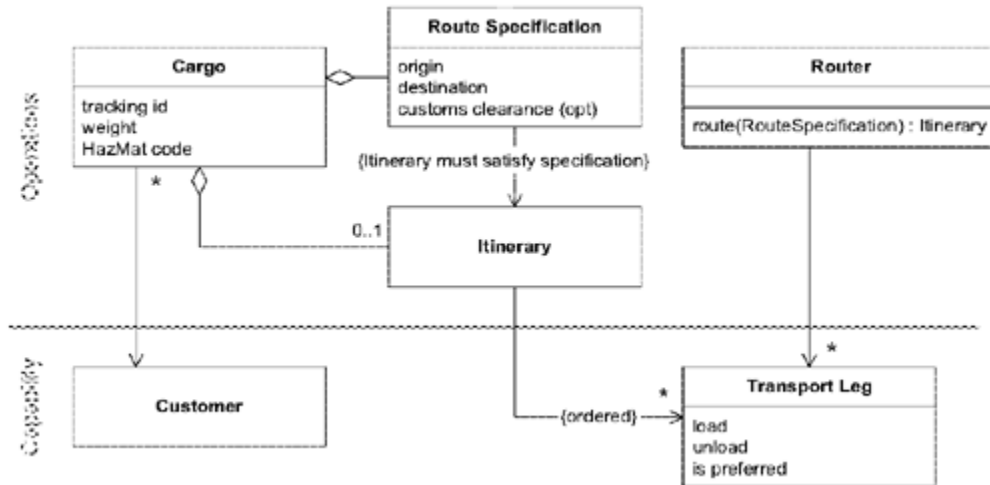 Operations
Cargo
tracking id
weight
HazMat code
Route Specification
origin
destination
customs clearance (opt)
Router
route(RouteSpecification) : Itinerary
{Itinerary must satisfy specification}
*
0..1
Itinerary
Capability
Customer
{ordered}
*
*
Transport Leg
load
unload
is preferred